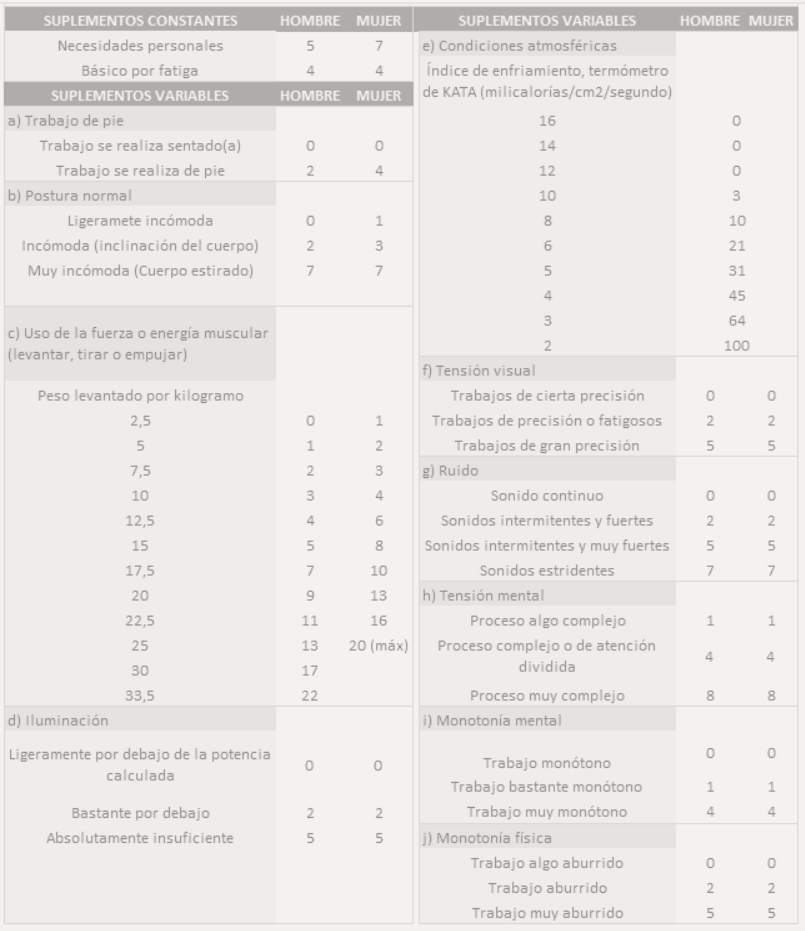 SUPLEMENTOS CONSTANTES HOMBRE MUJER
Necesidades personales 5 7
Básico por fatiga 4 4
SUPLEMENTOS VARIABLES HOMBRE MUJER
a) Trabajo de pie
Trabajo se realiza sentado(a) 0 0
Trabajo se realiza de pie 2 4
b) Postura normal
Ligeramete incómoda 0 1
Incómoda (inclinación del cuerpo) 2 3
Muy incómoda (Cuerpo estirado) 7 7
c) Uso de la fuerza o energía muscular
(levantar, tirar o empujar)
Peso levantado por kilogramo
2,5 0 1
5 1 2
7,5 2 3
10 3 4
12,5 4 6
15 5 8
17,5 7 10
20 9 13
22,5 11 16
25 13 20 (máx)
30 17
33,5 22
d) Iluminación
Ligeramente por debajo de la potencia
calculada 0 0
Bastante por debajo 2 2
Absolutamente insuficiente 5 5
SUPLEMENTOS VARIABLES HOMBRE MUJER
e) Condiciones atmosféricas
Índice de enfriamiento, termómetro
de KATA (milicalorías/cm2/segundo)
16 0
14 0
12 0
10 3
8 10
6 21
5 31
4 45
3 64
2 100
f) Tensión visual
Trabajos de cierta precisión 0 0
Trabajos de precisión o fatigosos 2 2
Trabajos de gran precisión 5 5
g) Ruido
Sonido continuo 0 0
Sonidos intermitentes y fuertes 2 2
Sonidos intermitentes y muy fuertes 5 5
Sonidos estridentes 7 7
h) Tensión mental
Proceso algo complejo 1 1
Proceso complejo o de atención
dividida 4 4
Proceso muy complejo 8 8
i) Monotonía mental
Trabajo monótono 0 0
Trabajo bastante monótono 1 1
Trabajo muy monótono 4 4
j) Monotonía física
Trabajo algo aburrido 0 0
Trabajo aburrido 2 2
Trabajo muy aburrido 5 5